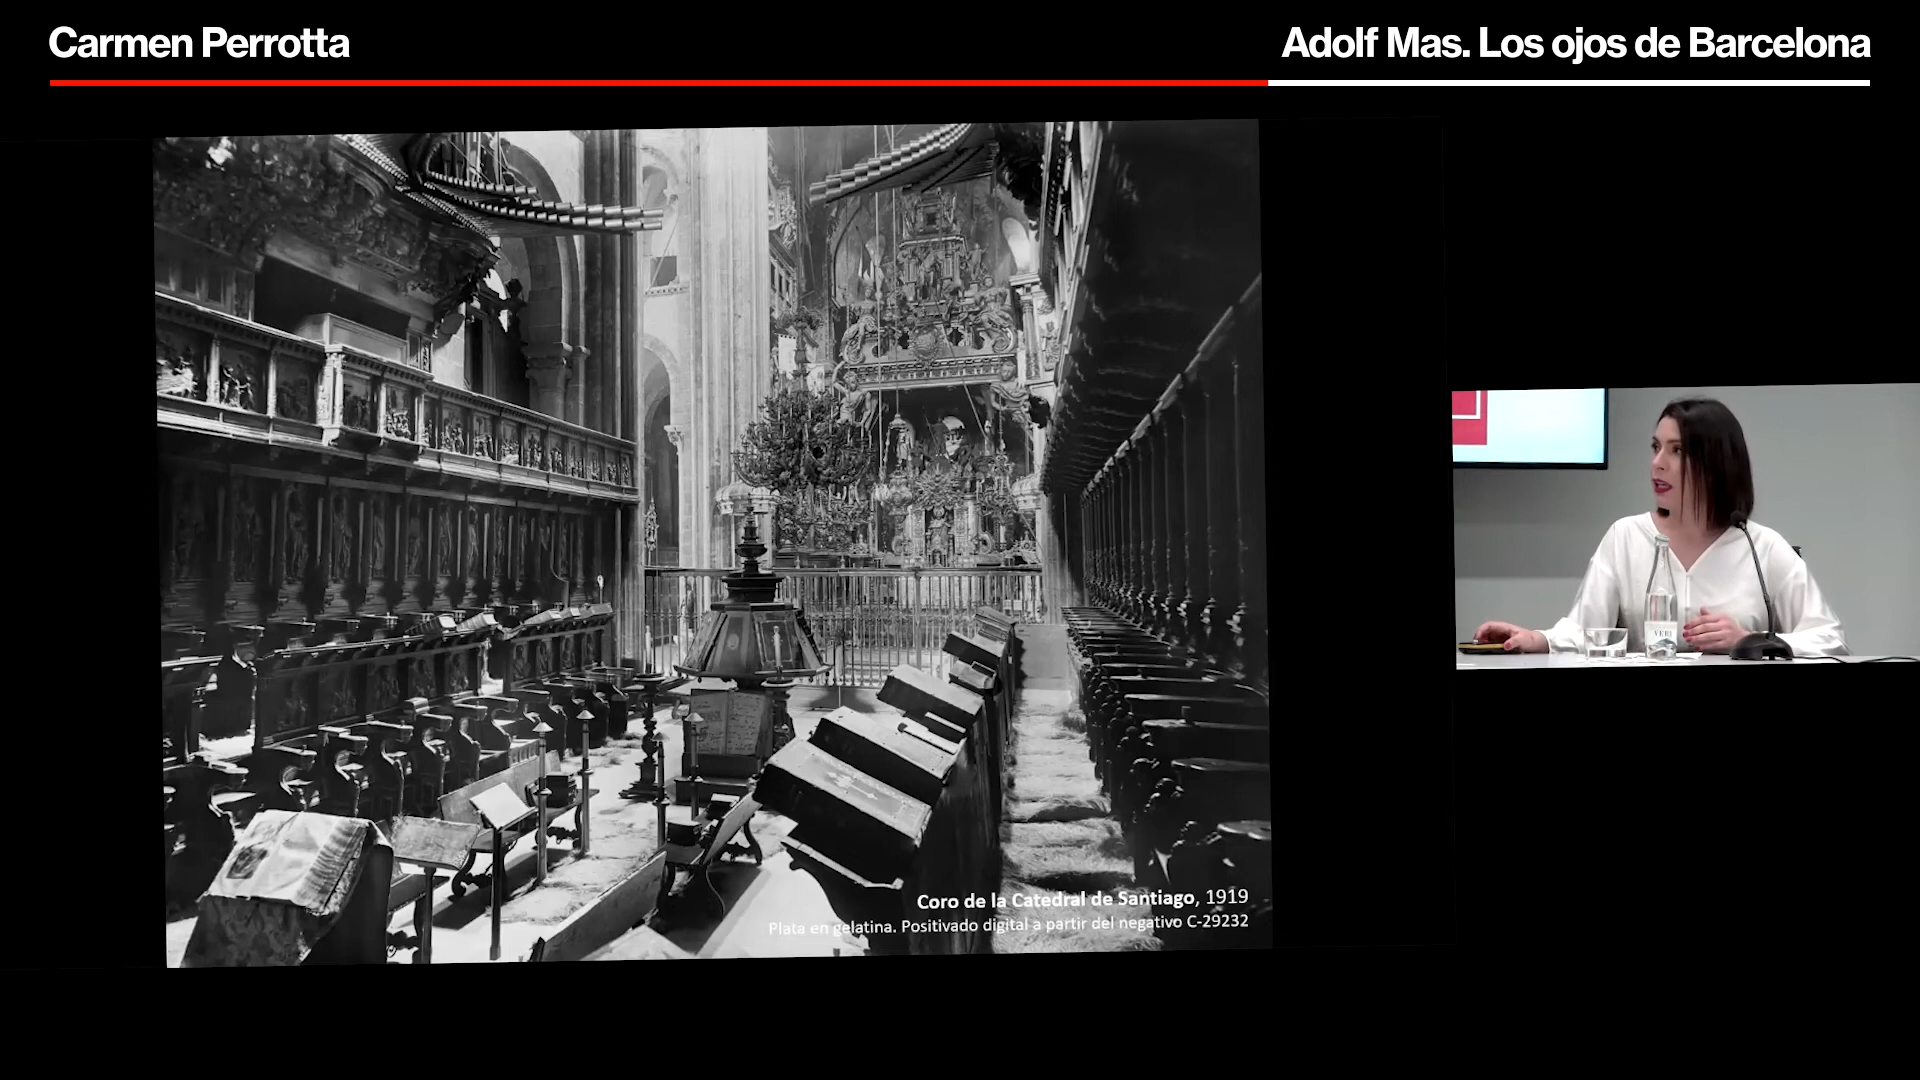 Carmen Perrotta
Adolf Mas. Los ojos de Barcelona
Coro de la Catedral de Santiago, 1919
Plata en gelatina. Positivado digital a partir del negativo C-29232
VERI